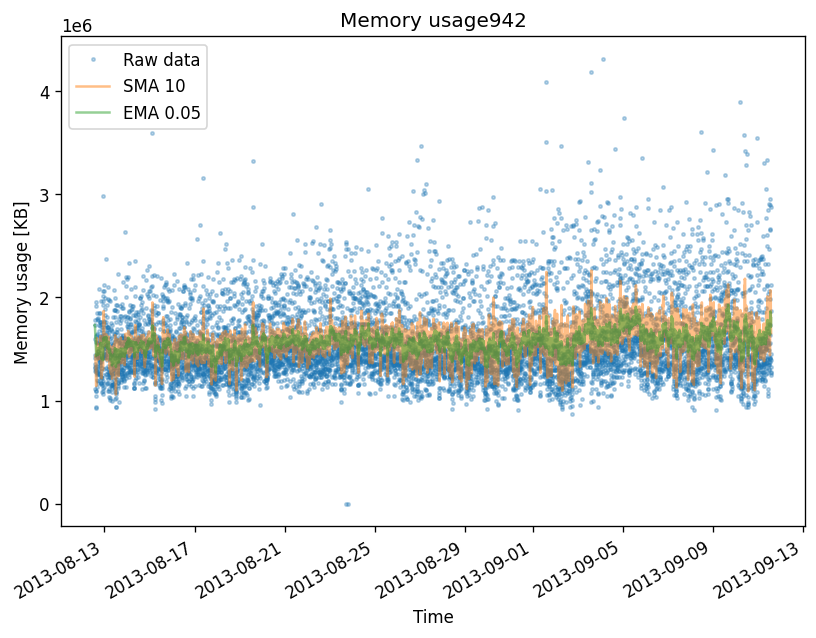 Memory usage942
1e6
Raw data
SMA 10
EMA 0.05
4
3
2
1
0
Memory usage [KB]
2013-08-13
2013-08-17
2013-08-21
2013-08-25
2013-08-29
2013-09-01
2013-09-05
2013-09-09
2013-09-13
Time